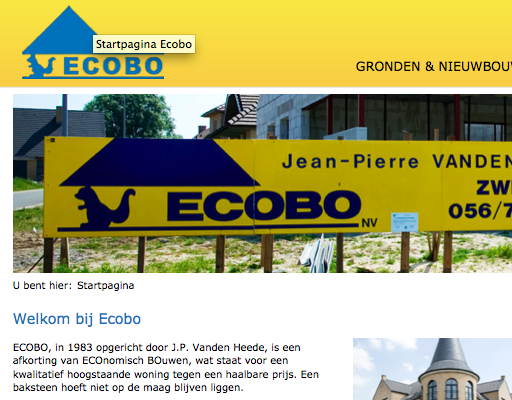 Startpagina Ecobo
ECOBO
GRONDEN & NIEUWBOUW
Jean-Pierre VANDEN
ECOBO NV
ZW
056/7
U bent hier: Startpagina
Welkom bij Ecobo
ECOBO, in 1983 opgericht door J.P. Vanden Heede, is een
afkorting van ECOnomisch BOuwen, wat staat voor een
kwalitatief hoogstaande woning tegen een haalbare prijs. Een
baksteen hoeft niet op de maag blijven liggen.